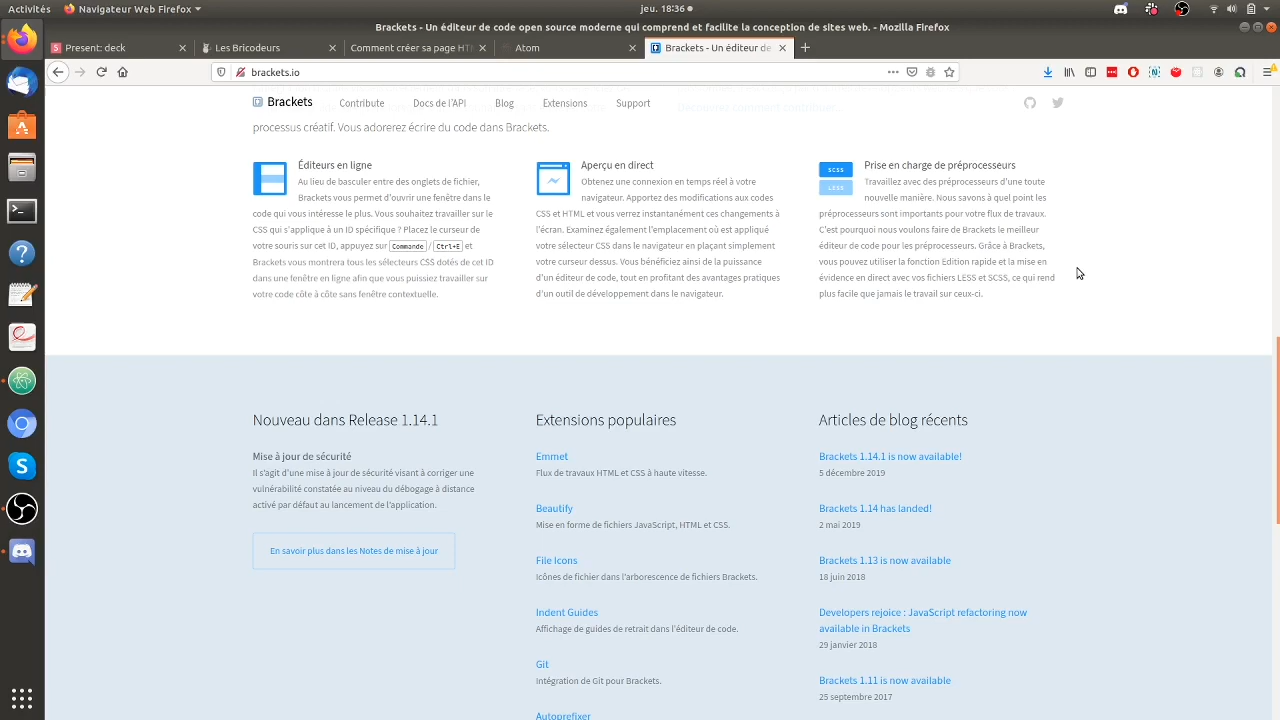 Activités
Navigateur Web Firefox
jeu. 18:36
Brackets - Un éditeur de code open source moderne qui comprend et facilite la conception de sites web. - Mozilla Firefox
Present: deck
Les Bricodeurs
Comment créer sa page HTM
Atom
Brackets - Un éditeur de
brackets.io
Brackets
Contribute
Docs de l'API
Blog
Extensions
Support
Découvrez comment contribuer.
processus créatif. Vous adorerez écrire du code dans Brackets.
Éditeurs en ligne
Au lieu de basculer entre des onglets de fichier,
Brackets vous permet d'ouvrir une fenêtre dans le
code qui vous intéresse le plus. Vous souhaitez travailler sur le
CSS qui s'applique à un ID spécifique ? Placez le curseur de
votre souris sur cet ID, appuyez sur Commande / Ctrl+E et
Brackets vous montrera tous les sélecteurs CSS dotés de cet ID
dans une fenêtre en ligne afin que vous puissiez travailler sur
votre code côte à côte sans fenêtre contextuelle.
Aperçu en direct
Obtenez une connexion en temps réel à votre
navigateur. Apportez des modifications aux codes
CSS et HTML et vous verrez instantanément ces changements à
l'écran. Examinez également l'emplacement où est appliqué
votre sélecteur CSS dans le navigateur en plaçant simplement
votre curseur dessus. Vous bénéficiez ainsi de la puissance
d'un éditeur de code, tout en profitant des avantages pratiques
d'un outil de développement dans le navigateur.
SCSS
LESS
Prise en charge de préprocesseurs
Travaillez avec des préprocesseurs d'une toute
nouvelle manière. Nous savons à quel point les
préprocesseurs sont importants pour votre flux de travaux.
C'est pourquoi nous voulons faire de Brackets le meilleur
éditeur de code pour les préprocesseurs. Grâce à Brackets,
vous pouvez utiliser la fonction Edition rapide et la mise en
évidence en direct avec vos fichiers LESS et SCSS, ce qui rend
plus facile que jamais le travail sur ceux-ci.
Nouveau dans Release 1.14.1
Mise à jour de sécurité
Il s'agit d'une mise à jour de sécurité visant à corriger une
vulnérabilité constatée au niveau du débogage à distance
activé par défaut au lancement de l'application.
En savoir plus dans les Notes de mise à jour
Extensions populaires
Emmet
Flux de travaux HTML et CSS à haute vitesse.
Beautify
Mise en forme de fichiers JavaScript, HTML et CSS.
File Icons
Icônes de fichier dans l'arborescence de fichiers Brackets.
Indent Guides
Affichage de guides de retrait dans l'éditeur de code.
Git
Intégration de Git pour Brackets.
Autoprefixer
Articles de blog récents
Brackets 1.14.1 is now available!
5 décembre 2019
Brackets 1.14 has landed!
2 mai 2019
Brackets 1.13 is now available
18 juin 2018
Developers rejoice : JavaScript refactoring now
available in Brackets
29 janvier 2018
Brackets 1.11 is now available
25 septembre 2017